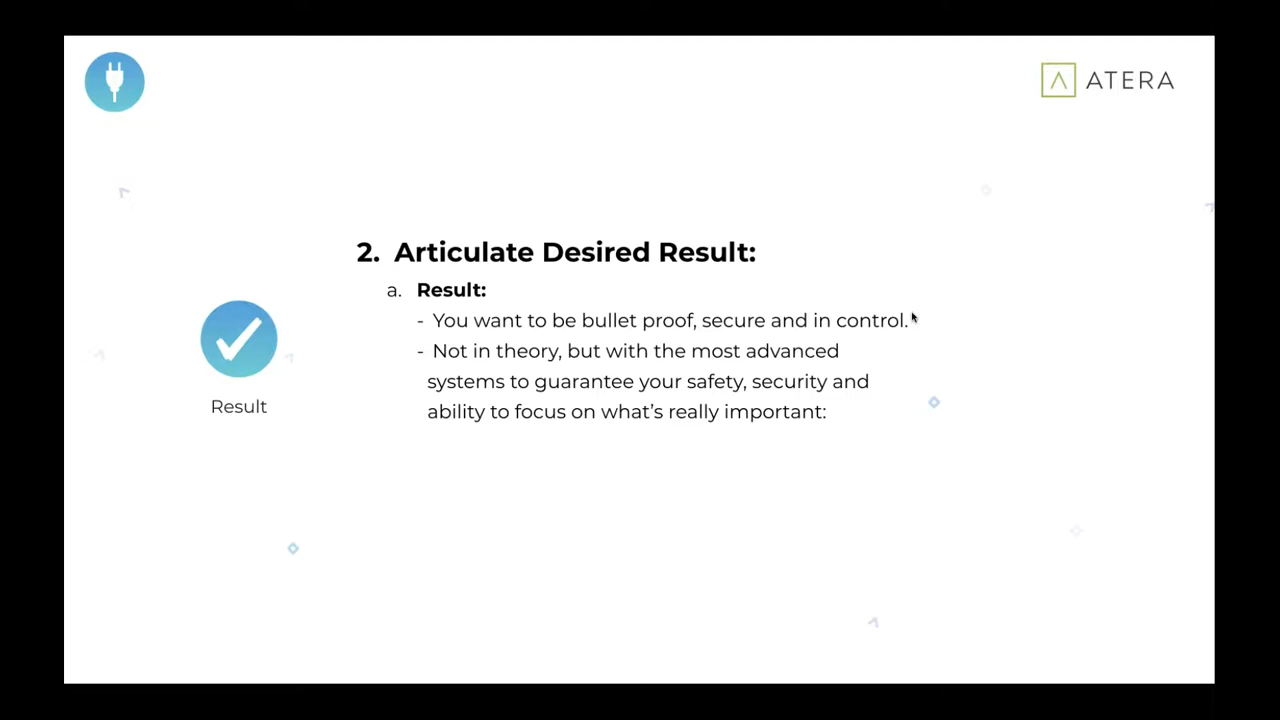 ATERA
2. Articulate Desired Result:
a. Result:
- You want to be bullet proof, secure and in control.
- Not in theory, but with the most advanced
systems to guarantee your safety, security and
ability to focus on what's really important:
Result